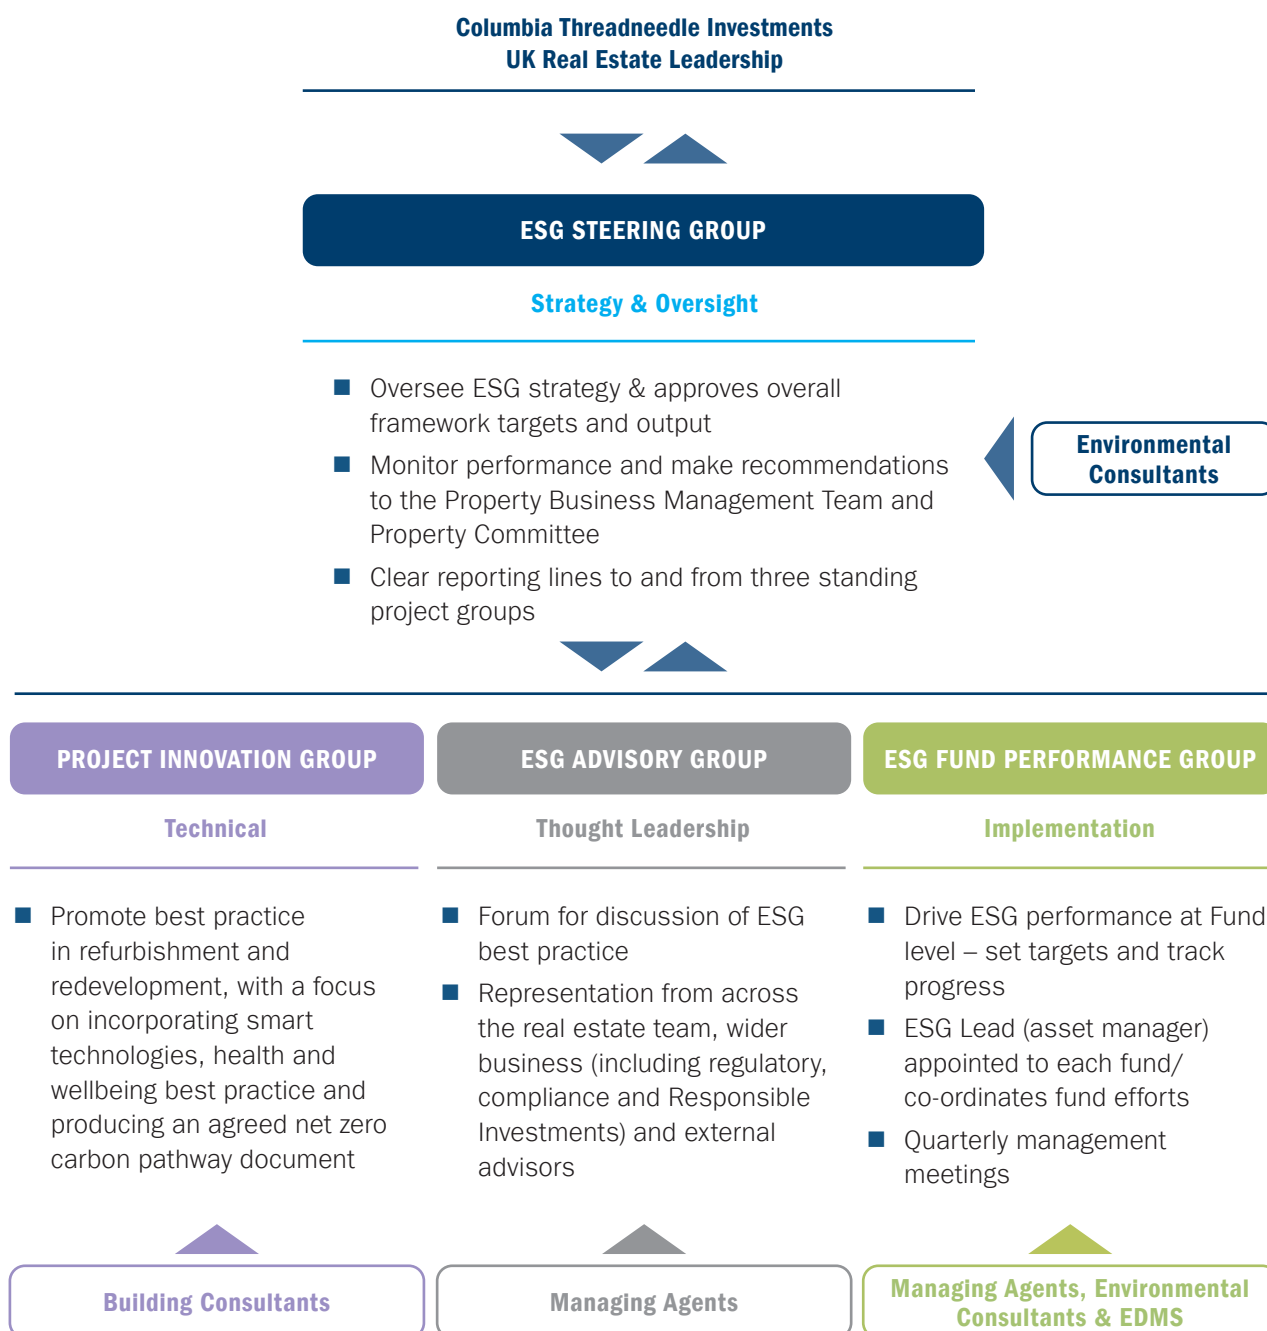 Columbia Threadneedle Investments
UK Real Estate Leadership
ESG STEERING GROUP
Strategy & Oversight
■ Oversee ESG strategy & approves overall
framework targets and output
■ Monitor performance and make recommendations
to the Property Business Management Team and
Property Committee
■ Clear reporting lines to and from three standing
project groups
Environmental
Consultants
PROJECT INNOVATION GROUP
Technical
■ Promote best practice
in refurbishment and
redevelopment, with a focus
on incorporating smart
technologies, health and
wellbeing best practice and
producing an agreed net zero
carbon pathway document
Building Consultants
ESG ADVISORY GROUP
Thought Leadership
■ Forum for discussion of ESG
best practice
■ Representation from across
the real estate team, wider
business (including regulatory,
compliance and Responsible
Investments) and external
advisors
Managing Agents
ESG FUND PERFORMANCE GROUP
Implementation
■ Drive ESG performance at Fund
level – set targets and track
progress
■ ESG Lead (asset manager)
appointed to each fund/
co-ordinates fund efforts
■ Quarterly management
meetings
Managing Agents, Environmental
Consultants & EDMS